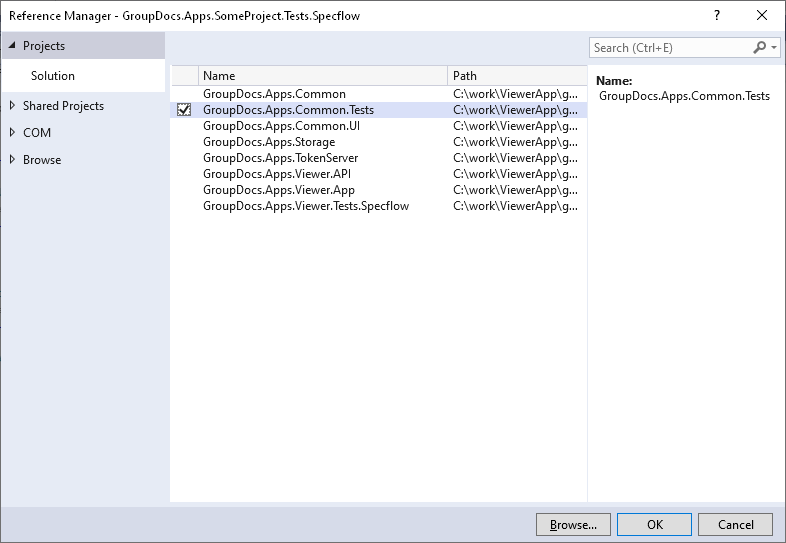 Reference Manager - GroupDocs.Apps.SomeProject.Tests.Specflow ?
Projects
Solution
Shared Projects
COM
Browse
Search (Ctrl+E)
Name Path
GroupDocs.Apps.Common C:\work\ViewerApp\g...
GroupDocs.Apps.Common.Tests C:\work\ViewerApp\g...
GroupDocs.Apps.Common.UI C:\work\ViewerApp\g...
GroupDocs.Apps.Storage C:\work\ViewerApp\g...
GroupDocs.Apps.TokenServer C:\work\ViewerApp\g...
GroupDocs.Apps.Viewer.API C:\work\ViewerApp\g...
GroupDocs.Apps.Viewer.App C:\work\ViewerApp\g...
GroupDocs.Apps.Viewer.Tests.Specflow C:\work\ViewerApp\g...
Name:
GroupDocs.Apps.Common.Tests
Browse... OK Cancel